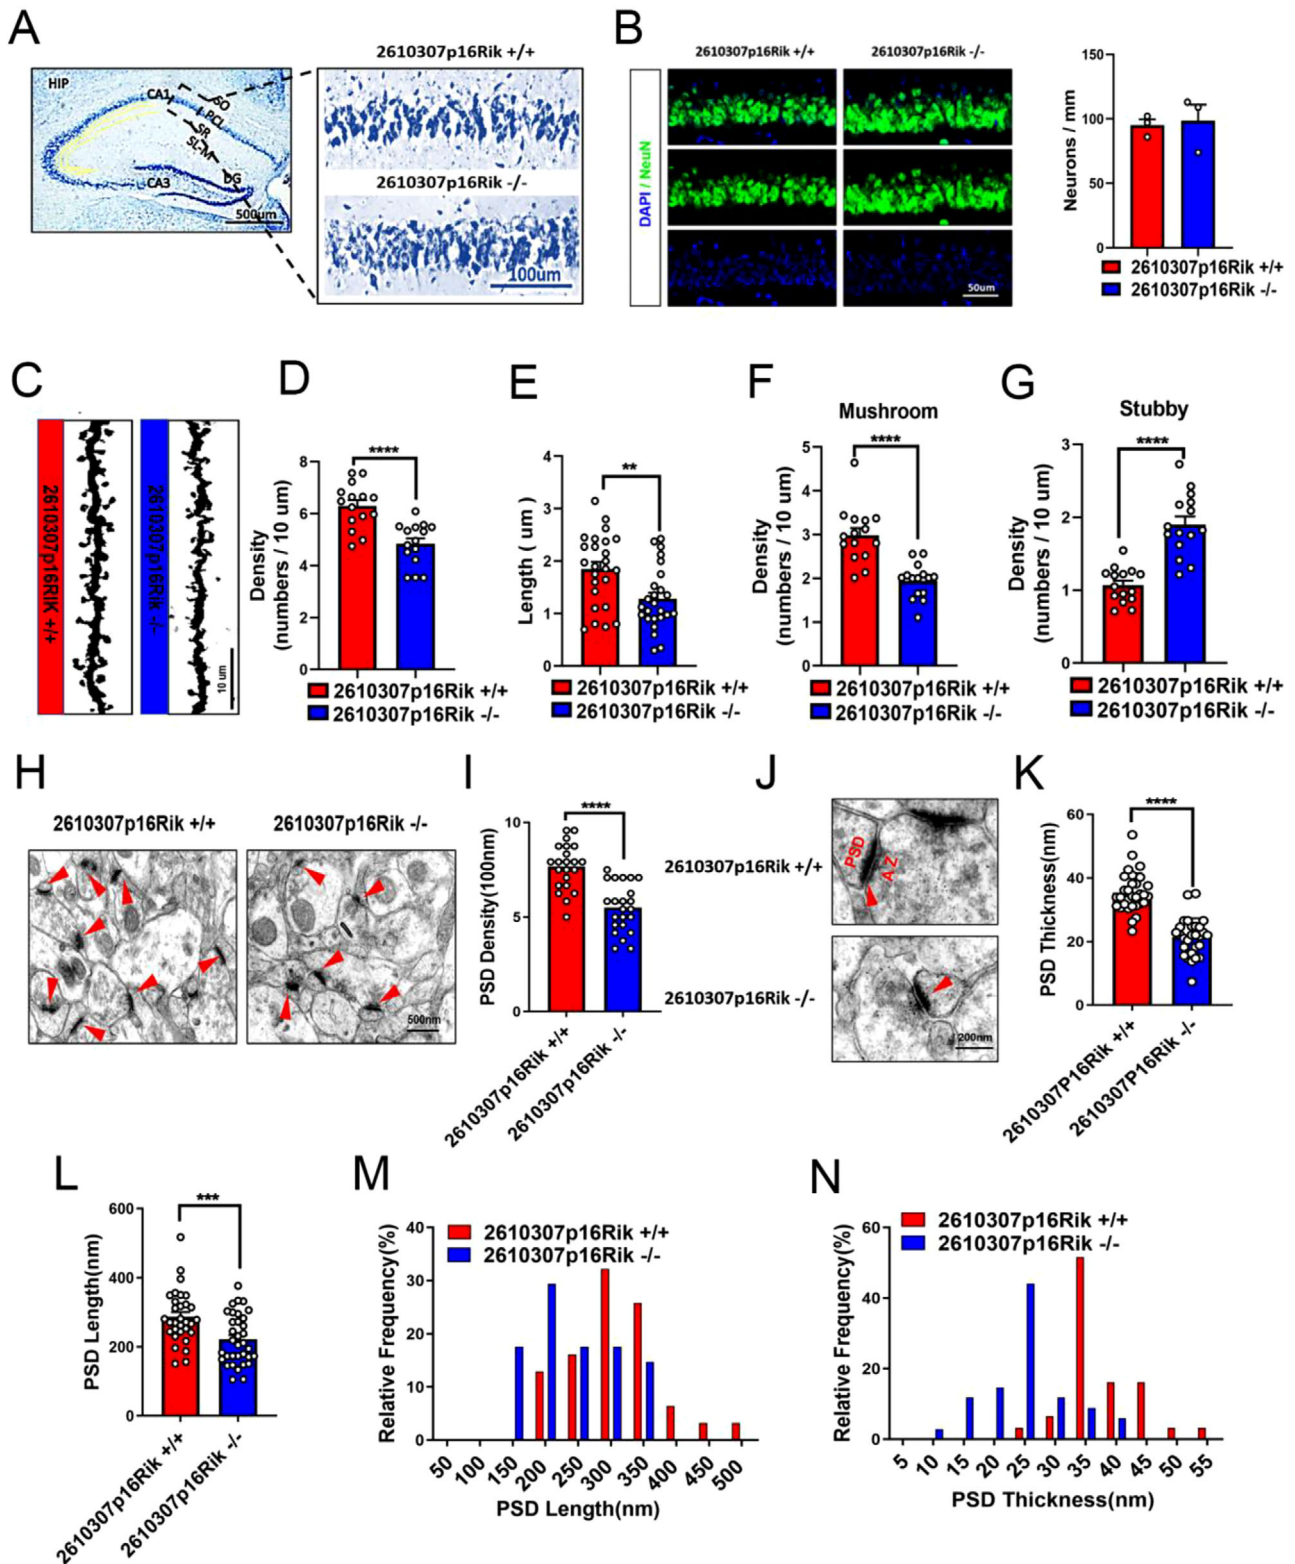 A
2610307p16Rik +/+
HIP
CA1
SO
PCL
SR
SL-M
DG
CA3
500um
2610307p16Rik -/-
100um
B
2610307p16Rik +/+
2610307p16Rik -/-
DAPI / NeuN
50um
Neurons / mm
150
100
50
0
2610307p16Rik +/+
2610307p16Rik -/-
C
2610307p16RIK +/+
2610307p16Rik -/-
10 um
D
****
Density
(numbers / 10 um)
8
6
4
2
0
2610307p16Rik +/+
2610307p16Rik -/-
E
**
Length ( um )
4
3
2
1
0
2610307p16Rik +/+
2610307p16Rik -/-
F
Mushroom
****
Density
(numbers / 10 um)
5
4
3
2
1
0
2610307p16Rik +/+
2610307p16Rik -/-
G
Stubby
****
Density
(numbers / 10 um)
3
2
1
0
2610307p16Rik +/+
2610307p16Rik -/-
H
2610307p16Rik +/+
2610307p16Rik -/-
500nm
I
****
PSD Density(100nm)
10
5
0
2610307p16Rik +/+
2610307p16Rik -/-
J
2610307p16Rik +/+
PSD
AZ
2610307p16Rik -/-
200nm
K
****
PSD Thickness(nm)
60
40
20
0
2610307P16Rik +/+
2610307P16Rik -/-
L
***
PSD Length(nm)
600
400
200
0
2610307p16Rik +/+
2610307p16Rik -/-
M
2610307p16Rik +/+
2610307p16Rik -/-
Relative Frequency(%)
40
30
20
10
0
50
100
150
200
250
300
350
400
450
500
PSD Length(nm)
N
2610307p16Rik +/+
2610307p16Rik -/-
Relative Frequency(%)
60
40
20
0
5
10
15
20
25
30
35
40
45
50
55
PSD Thickness(nm)